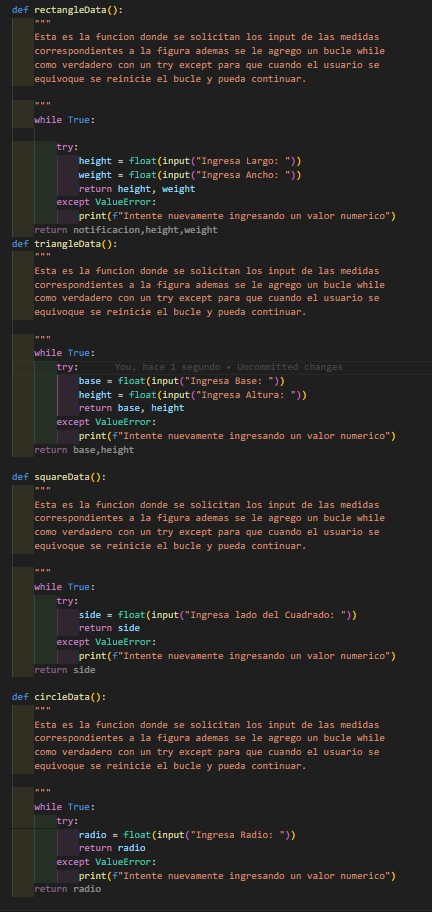 def rectangleData():
"""
Esta es la funcion donde se solicitan los input de las medidas
correspondientes a la figura ademas se le agrego un bucle while
como verdadero con un try except para que cuando el usuario se
equivoque se reinicie el bucle y pueda continuar.
"""
while True:
try:
height = float(input("Ingresa Largo: "))
weight = float(input("Ingresa Ancho: "))
return height, weight
except ValueError:
print(f"Intente nuevamente ingresando un valor numerico")
return notificacion,height,weight
def triangleData():
"""
Esta es la funcion donde se solicitan los input de las medidas
correspondientes a la figura ademas se le agrego un bucle while
como verdadero con un try except para que cuando el usuario se
equivoque se reinicie el bucle y pueda continuar.
"""
while True:
try: You, hace 1 segundo • Uncommitted changes
base = float(input("Ingresa Base: "))
height = float(input("Ingresa Altura: "))
return base, height
except ValueError:
print(f"Intente nuevamente ingresando un valor numerico")
return base,height
def squareData():
"""
Esta es la funcion donde se solicitan los input de las medidas
correspondientes a la figura ademas se le agrego un bucle while
como verdadero con un try except para que cuando el usuario se
equivoque se reinicie el bucle y pueda continuar.
"""
while True:
try:
side = float(input("Ingresa lado del Cuadrado: "))
return side
except ValueError:
print(f"Intente nuevamente ingresando un valor numerico")
return side
def circleData():
"""
Esta es la funcion donde se solicitan los input de las medidas
correspondientes a la figura ademas se le agrego un bucle while
como verdadero con un try except para que cuando el usuario se
equivoque se reinicie el bucle y pueda continuar.
"""
while True:
try:
radio = float(input("Ingresa Radio: "))
return radio
except ValueError:
print(f"Intente nuevamente ingresando un valor numerico")
return radio